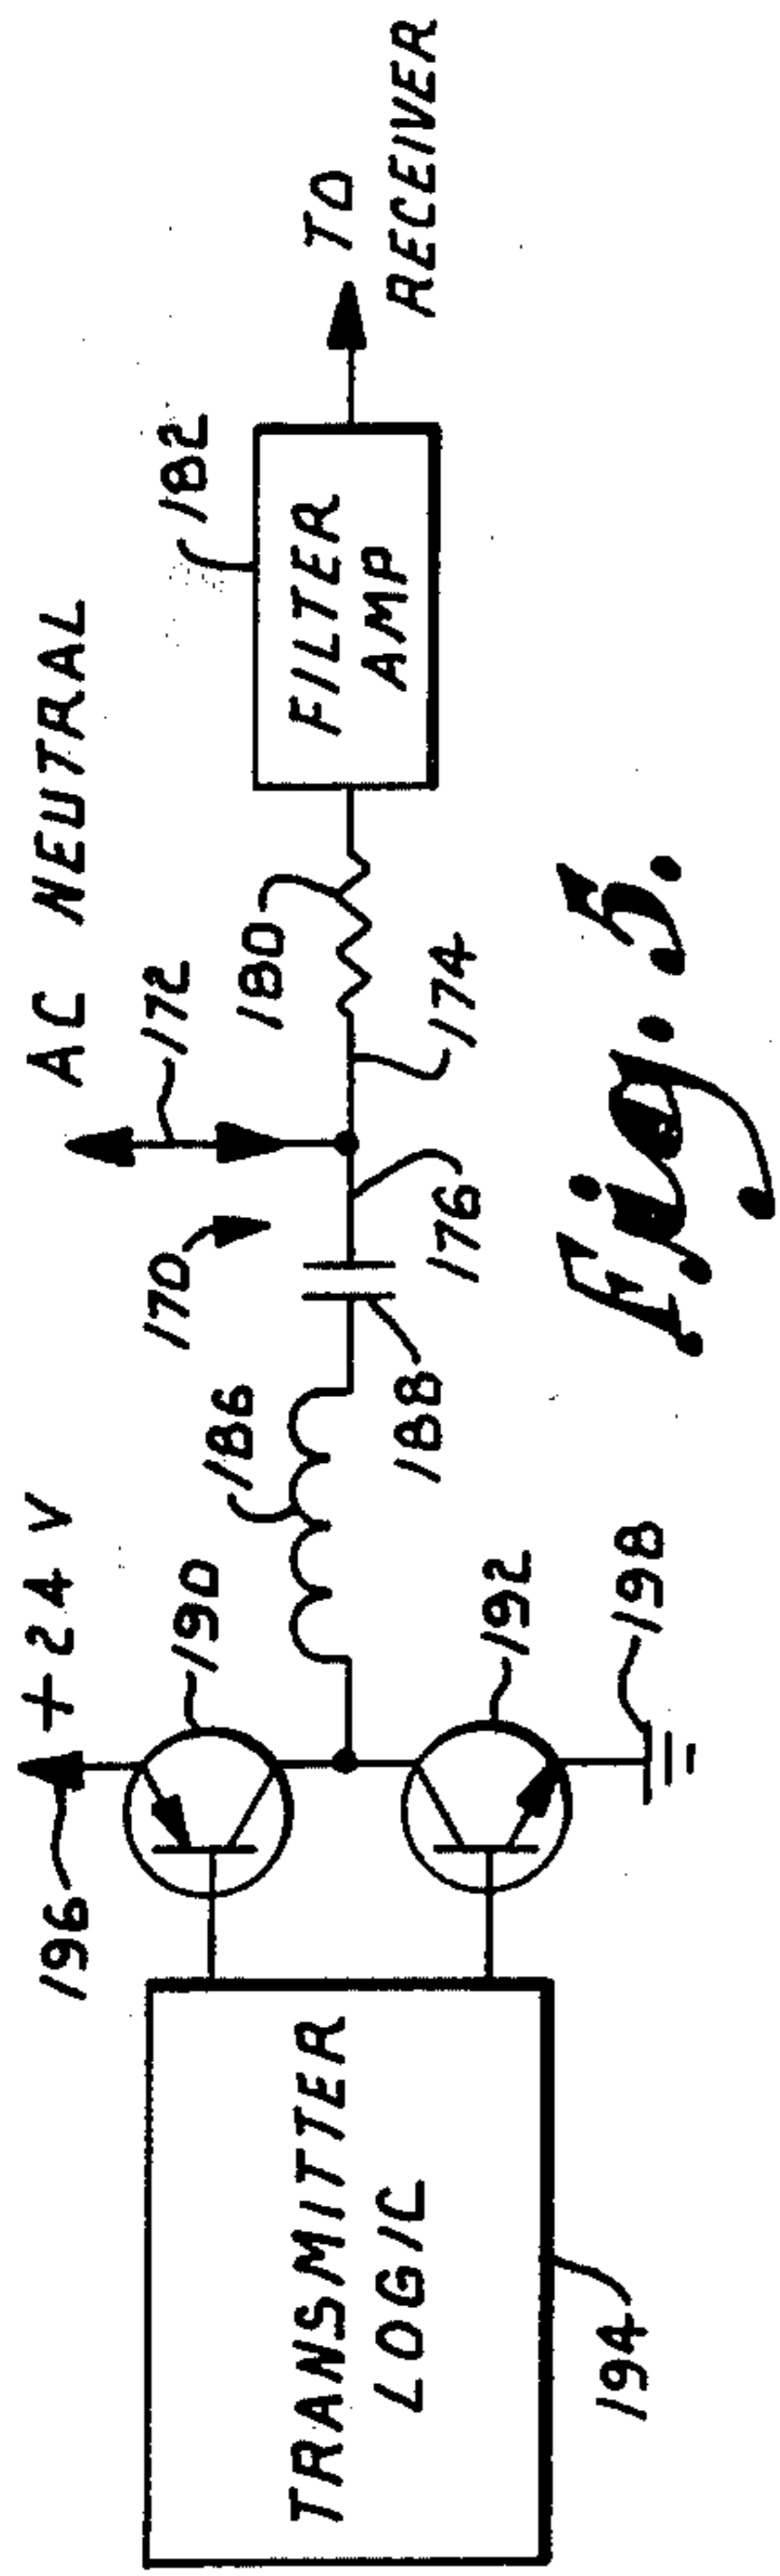 AC NEUTRAL
+24 V
196
190
186
170
172
180
182
TRANSMITTER
LOGIC
FILTER
AMP
TO
RECEIVER
194
192
198
188
176
174
Fig. 5.